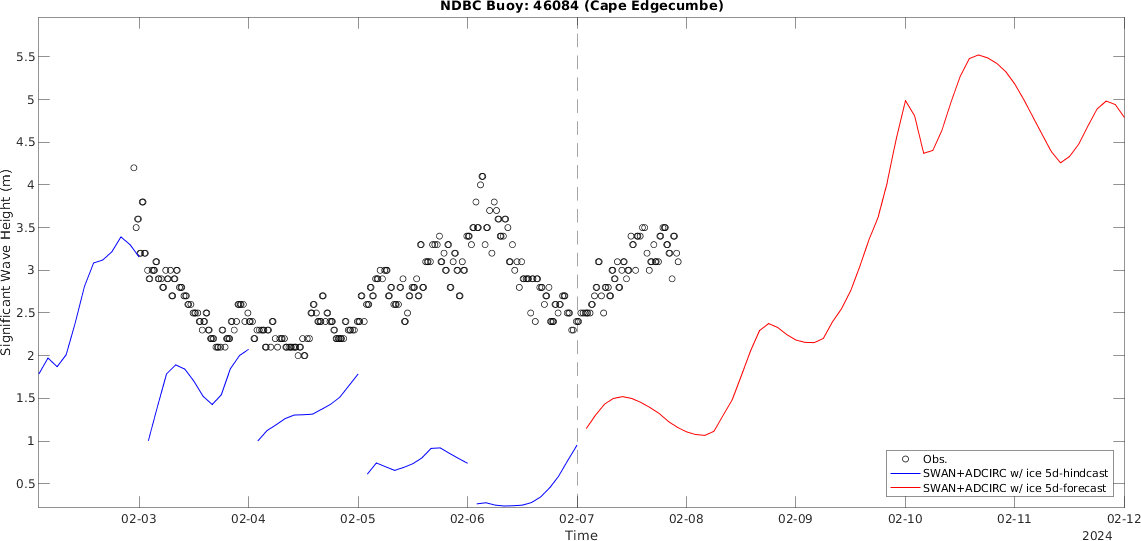 NDBC Buoy: 46084 (Cape Edgecumbe)
Significant Wave Height (m)
5.5
5
4.5
4
3.5
3
2.5
2
1.5
1
0.5
Obs.
SWAN+ADCIRC w/ ice 5d-hindcast
SWAN+ADCIRC w/ ice 5d-forecast
02-03 02-04 02-05 02-06 02-07 02-08 02-09 02-10 02-11 02-12
Time
2024